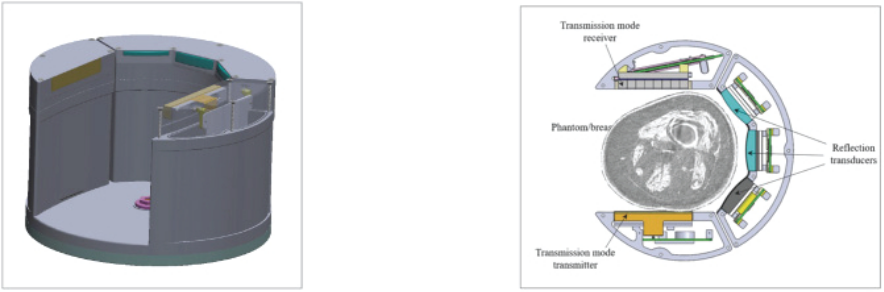 Transmission mode
receiver
Phantom/breas
Reflection
transducers
Transmission mode
transmitter